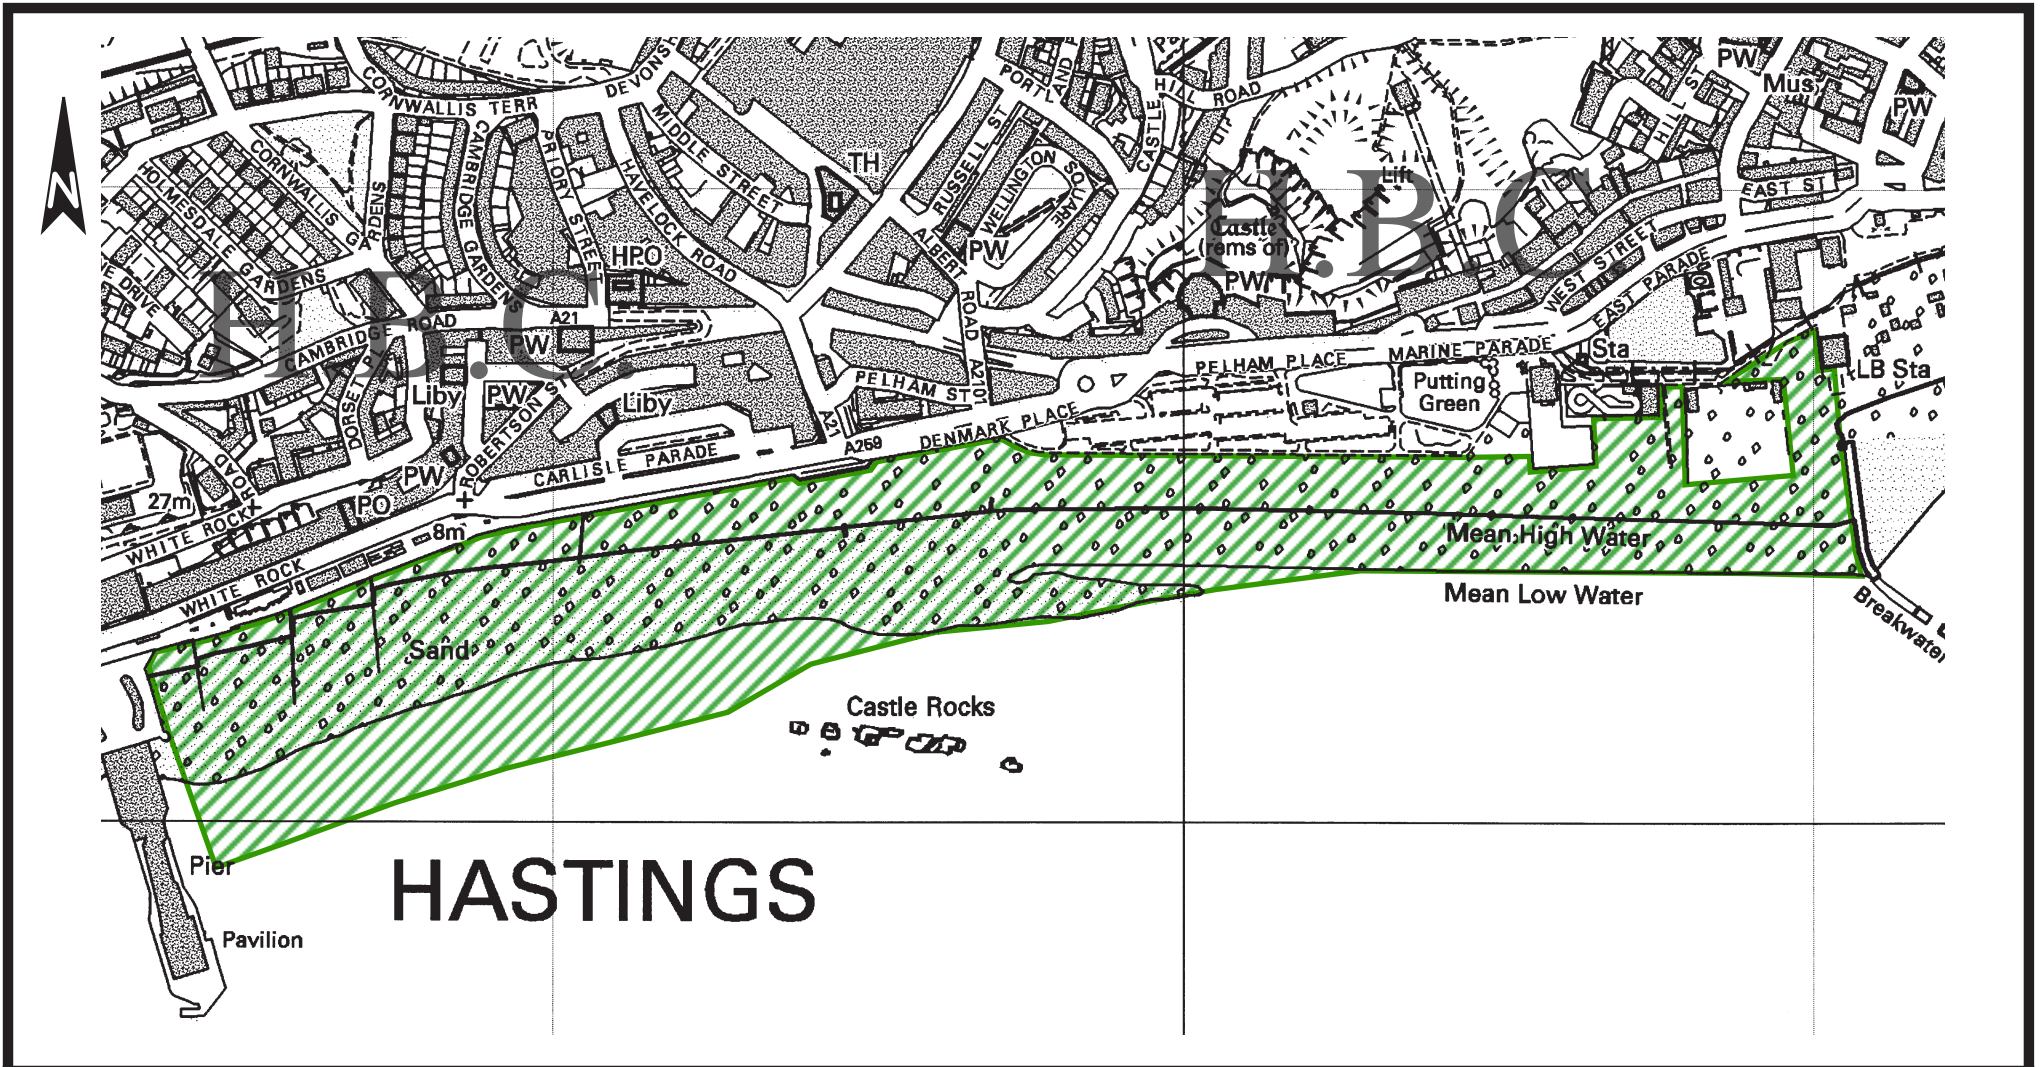 CORNWALLIS TERR
DEVONS
PORTLAND
CASTLE HILL ROAD
PW
Mus
PW
HILL ST
MIDDLE STREET
TH
RUSSELL ST
WELLINGTON SQUARE
CORNWALLIS GARDENS
HOLMESDALE GARDENS
CAMBRIDGE GARDENS
PRIORY STREET
HAVELOCK ROAD
Lift
EAST ST
N
H.B.C
Castle
(rems of)
PW
HPO
ALBERT ROAD A2101
PW
WEST STREET
EAST PARADE
E DRIVE
H.B.C.
CAMBRIDGE ROAD
A21
PW
PELHAM PLACE
MARINE PARADE
Sta
LB Sta
DORSET PL
Liby
PW
ROBERTSON ST
Liby
PELHAM ST
Putting
Green
A21
A259
DENMARK PLACE
CARLISLE PARADE
ROAD
PW
27m
PO
WHITE ROCK
8m
Mean High Water
WHITE ROCK
Mean Low Water
Breakwater
Sand
Castle Rocks
Pier
HASTINGS
Pavilion